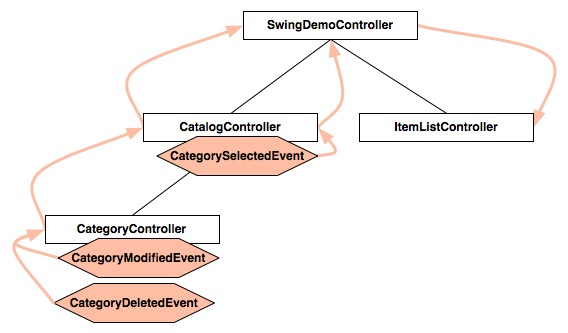 SwingDemoController
CatalogController
ItemListController
CategorySelectedEvent
CategoryController
CategoryModifiedEvent
CategoryDeletedEvent